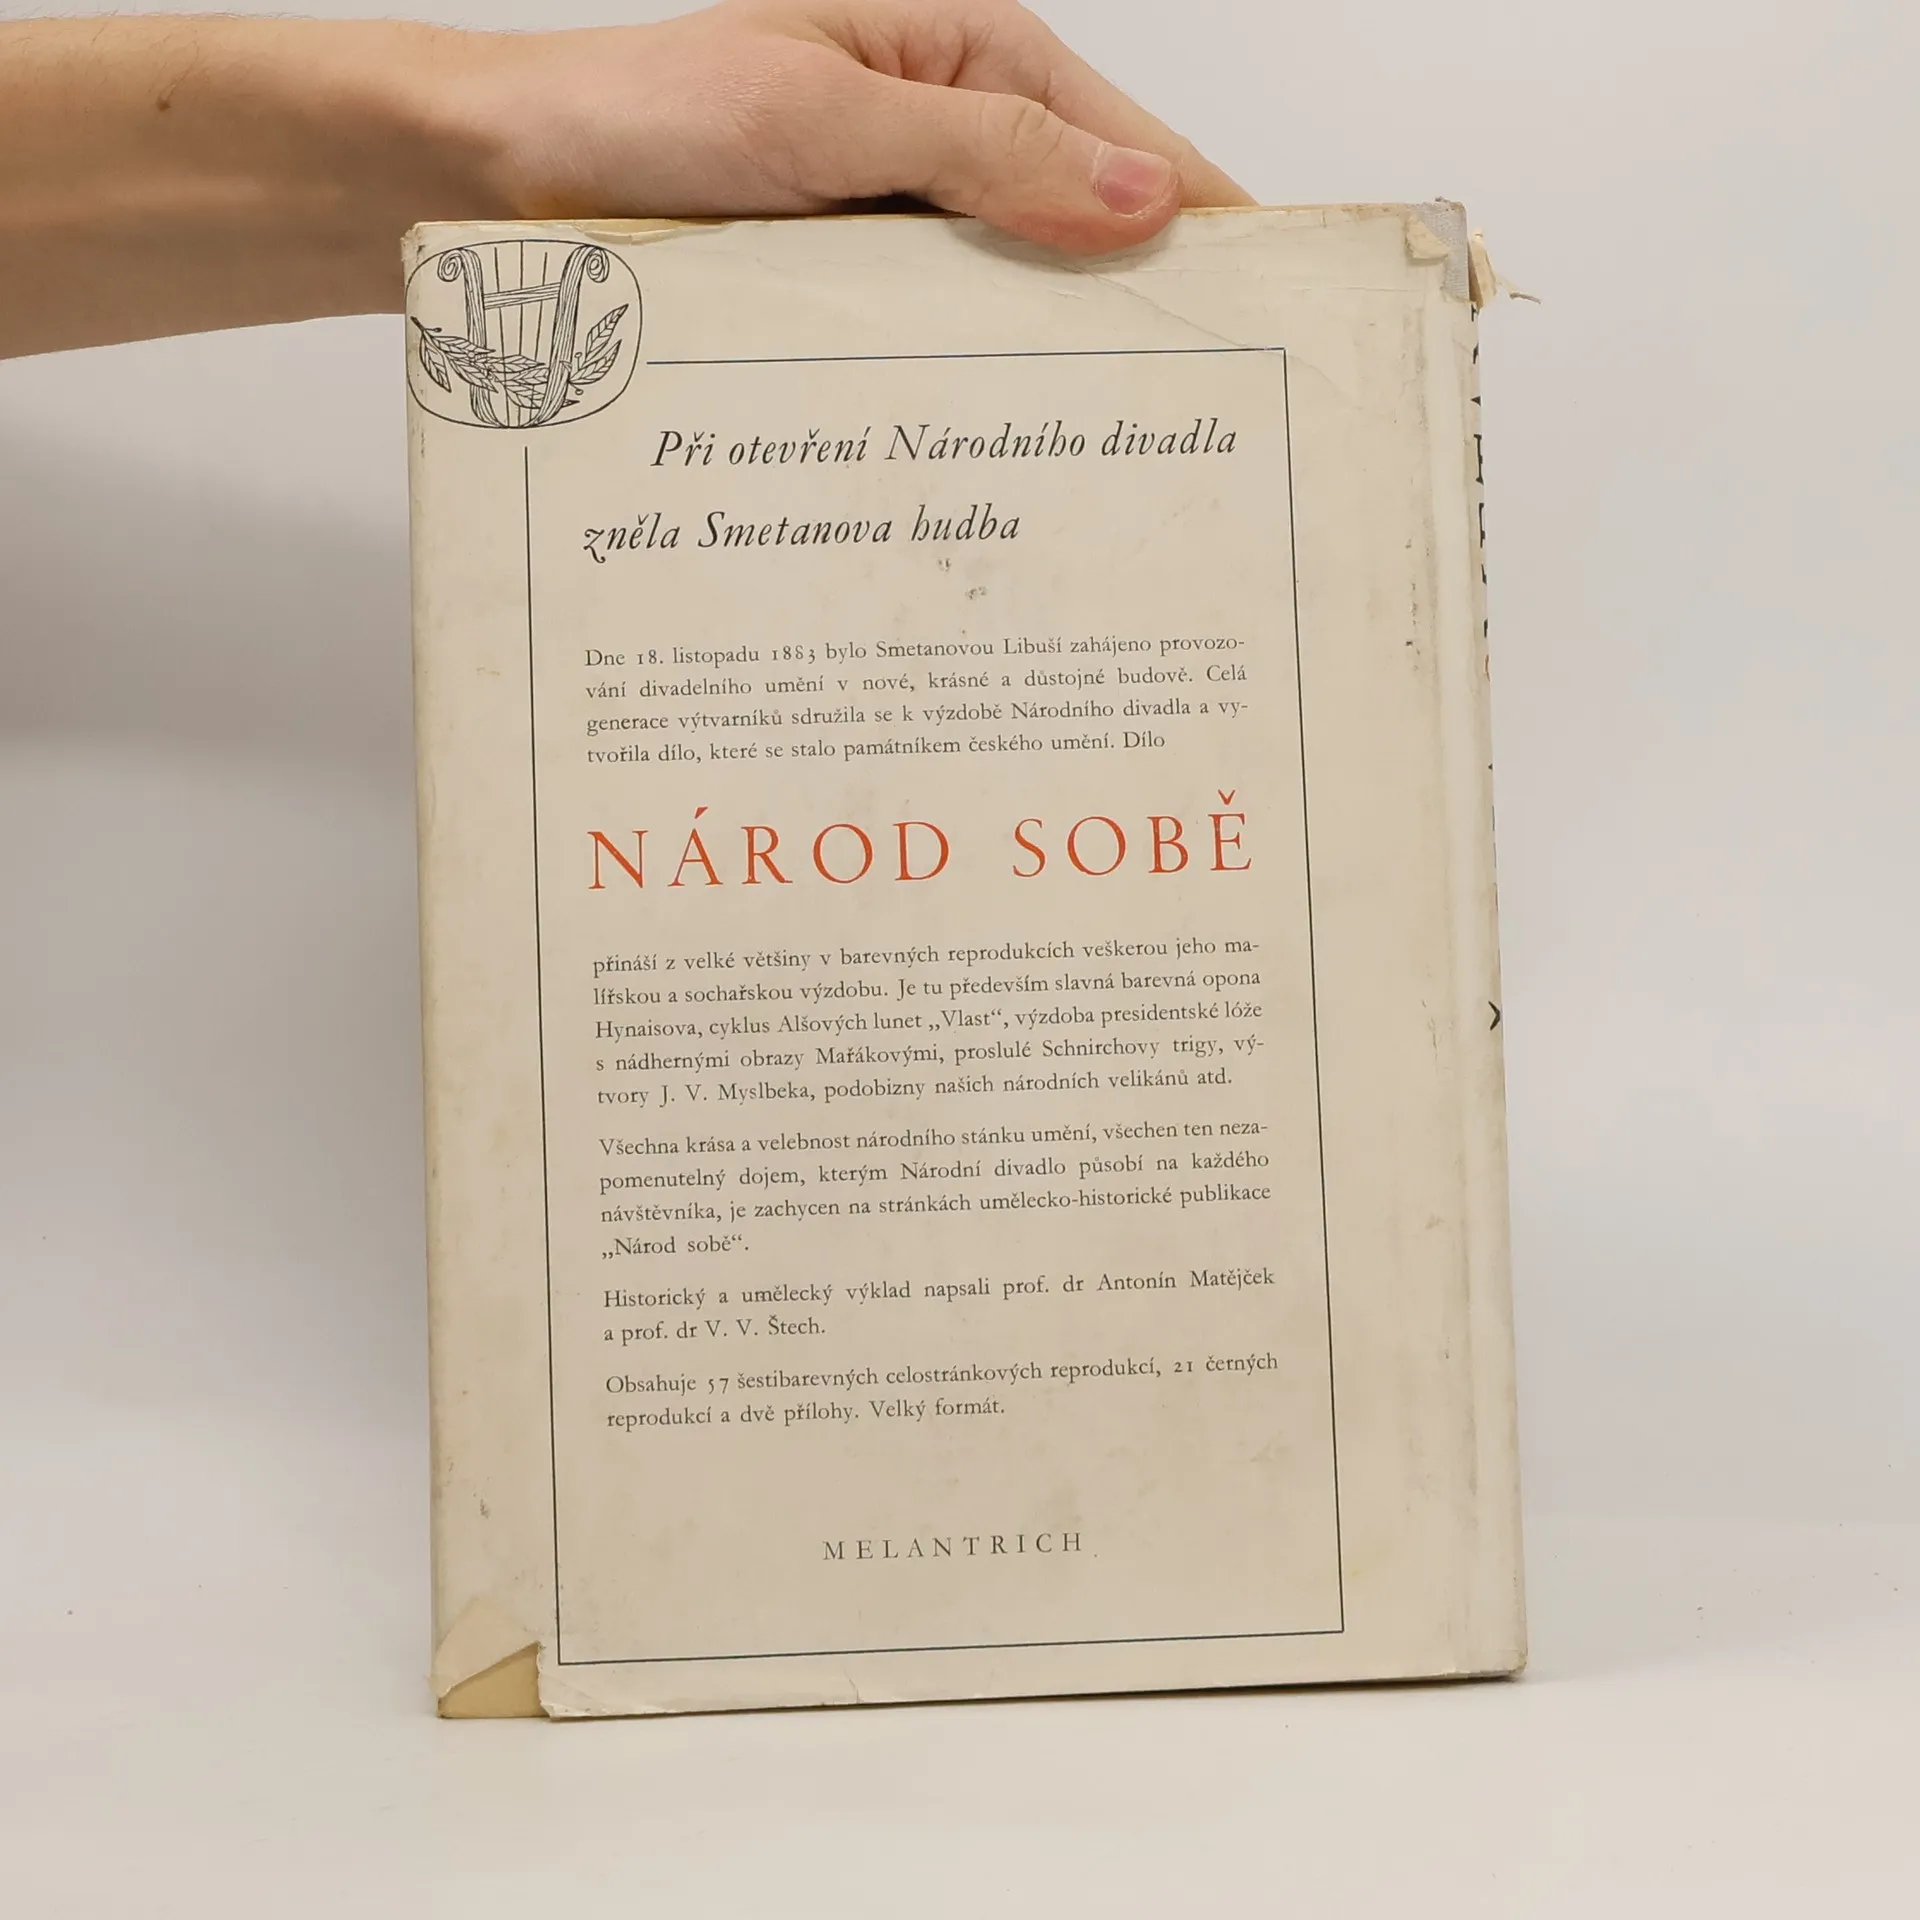 Při otevření Národního divadla
zněla Smetanova hudba
Dne 18. listopadu 1883 bylo Smetanovou Libuší zahájeno provozo-
vání divadelního umění v nové, krásné a důstojné budově. Celá
generace výtvarníků sdružila se k výzdobě Národního divadla a vy-
tvořila dílo, které se stalo památníkem českého umění. Dílo
NÁROD SOBĚ
přináší z velké většiny v barevných reprodukcích veškerou jeho ma-
lířskou a sochařskou výzdobu. Je tu především slavná barevná opona
Hynaisova, cyklus Alšových lunet „Vlast“, výzdoba presidentské lóže
s nádhernými obrazy Mařákovými, proslulé Schnirchovy trigy, vý-
tvory J. V. Myslbeka, podobizny našich národních velikánů atd.
Všechna krása a velebnost národního stánku umění, všechen ten neza-
pomenutelný dojem, kterým Národní divadlo působí na každého
návštěvníka, je zachycen na stránkách umělecko-historické publikace
„Národ sobě“.
Historický a umělecký výklad napsali prof. dr Antonín Matějček
a prof. dr V. V. Štech.
Obsahuje 57 šestibarevných celostránkových reprodukcí, 21 černých
reprodukcí a dvě přílohy. Velký formát.
MELANTRICH